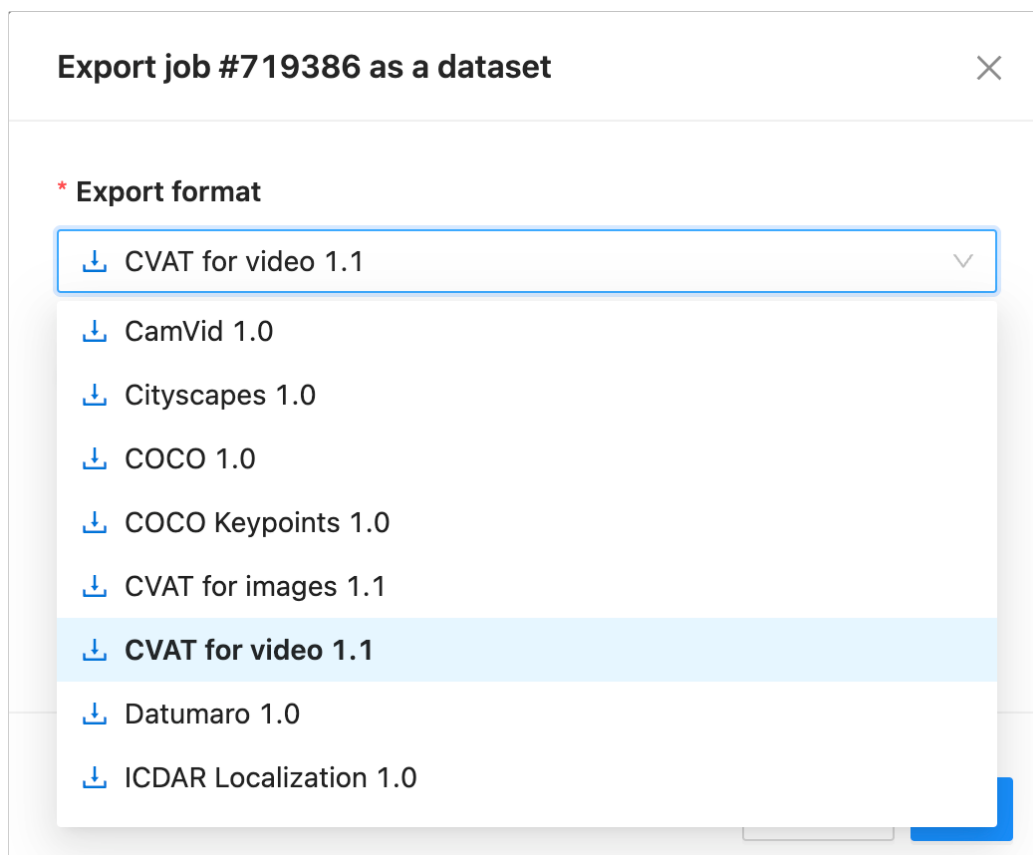 Export job #719386 as a dataset
* Export format
CVAT for video 1.1
CamVid 1.0
Cityscapes 1.0
COCO 1.0
COCO Keypoints 1.0
CVAT for images 1.1
CVAT for video 1.1
Datumaro 1.0
ICDAR Localization 1.0